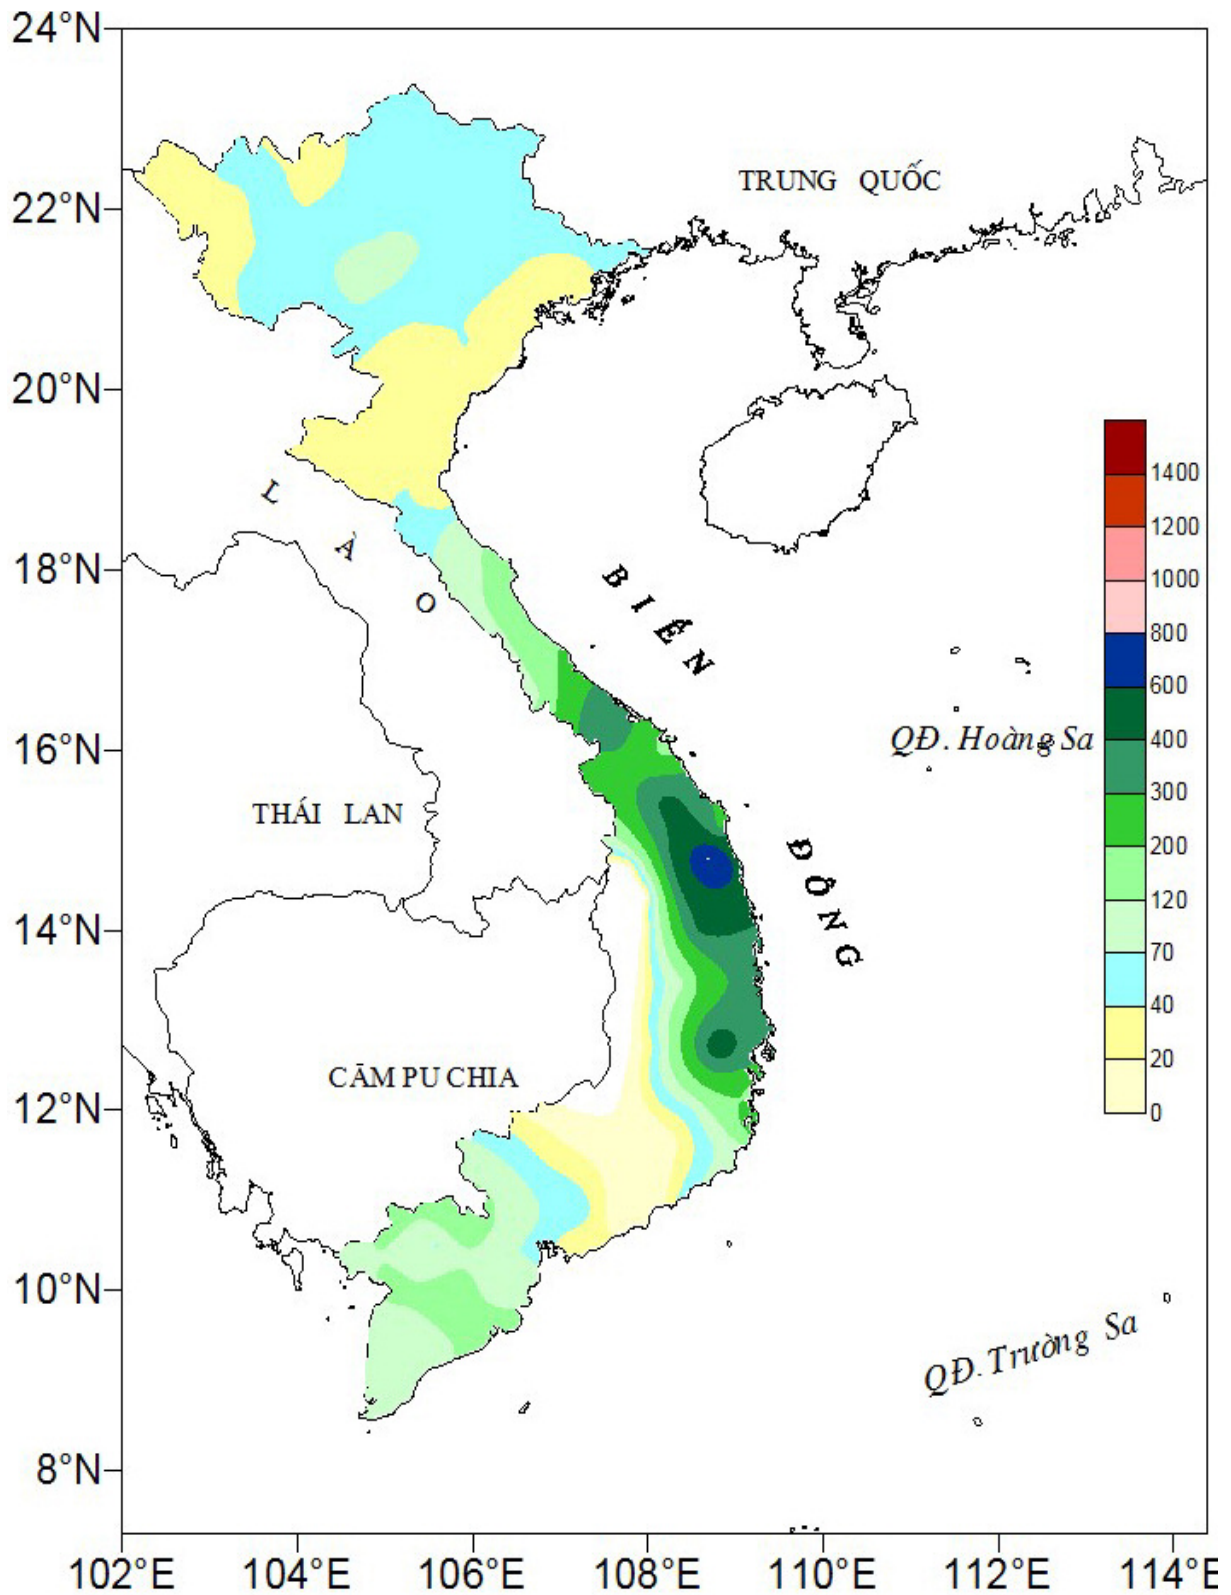 24°N
22°N
20°N
18°N
16°N
14°N
12°N
10°N
8°N
TRUNG QUỐC
L
À
O
BIÊN
ĐÔNG
QĐ. Hoàng Sa
THÁI LAN
CĂM PU CHIA
QĐ. Trường Sa
1400
1200
1000
800
600
400
300
200
120
70
40
20
0
102°E
104°E
106°E
108°E
110°E
112°E
114°E